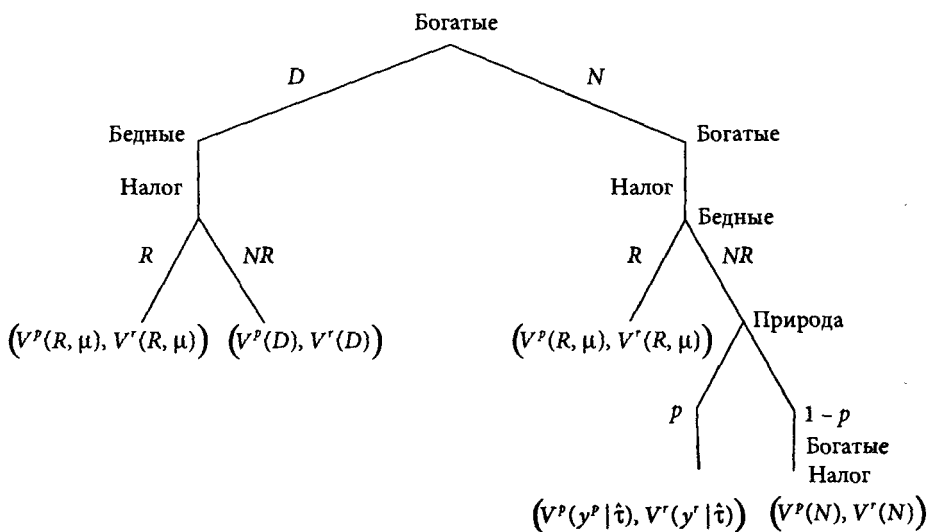 Богатые
D N
Бедные Богатые
Налог Налог
Бедные
R NR R NR
(V^p(R, μ), V^r(R, μ)) (V^p(D), V^r(D)) (V^p(R, μ), V^r(R, μ)) Природа
p 1 – p
Богатые
Налог
(V^p(y^p | τ̂), V^r(y^r | τ̂)) (V^p(N), V^r(N))